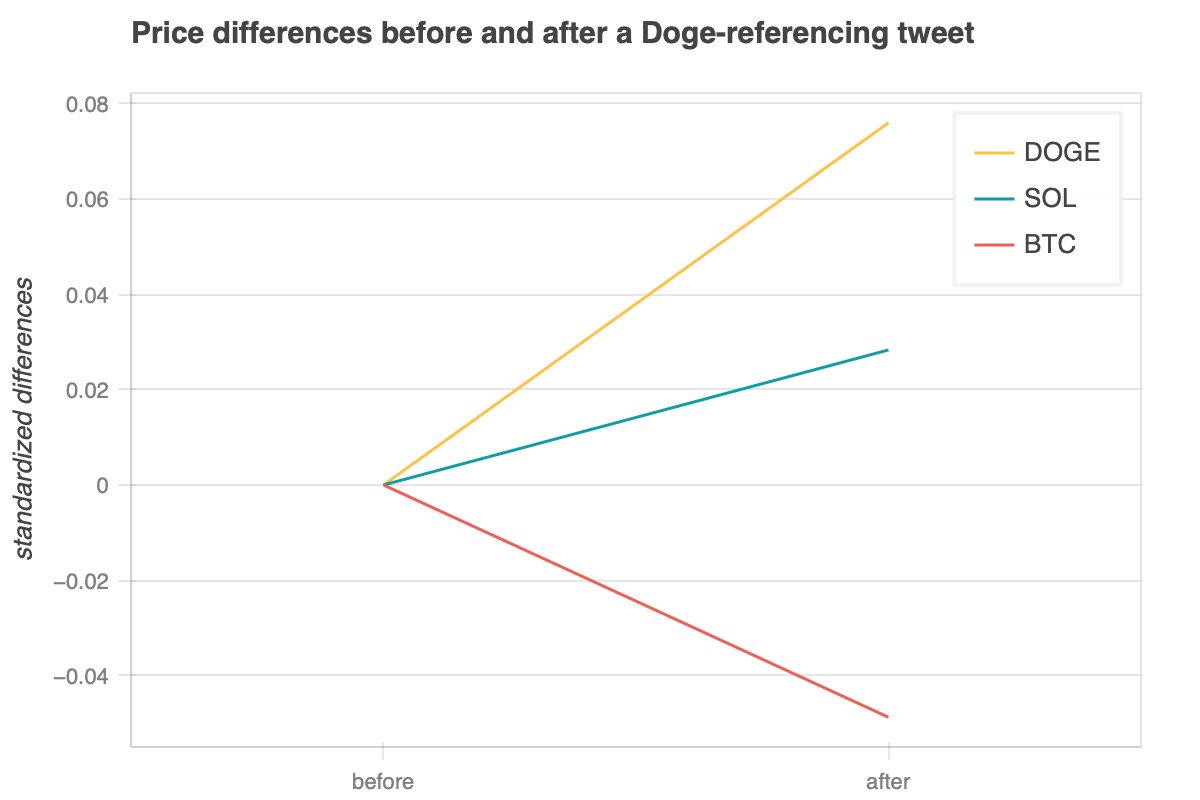 Price differences before and after a Doge-referencing tweet
0.08
0.06
0.04
0.02
0
−0.02
−0.04
standardized differences
DOGE
SOL
BTC
before
after